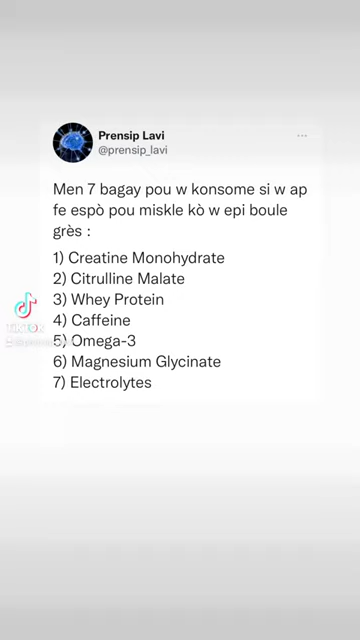 Prensip Lavi
@prensip_lavi
Men 7 bagay pou w konsome si w ap
fe espò pou miskle kò w epi boule
grès :
1) Creatine Monohydrate
2) Citrulline Malate
3) Whey Protein
4) Caffeine
5) Omega-3
6) Magnesium Glycinate
7) Electrolytes
TikTok